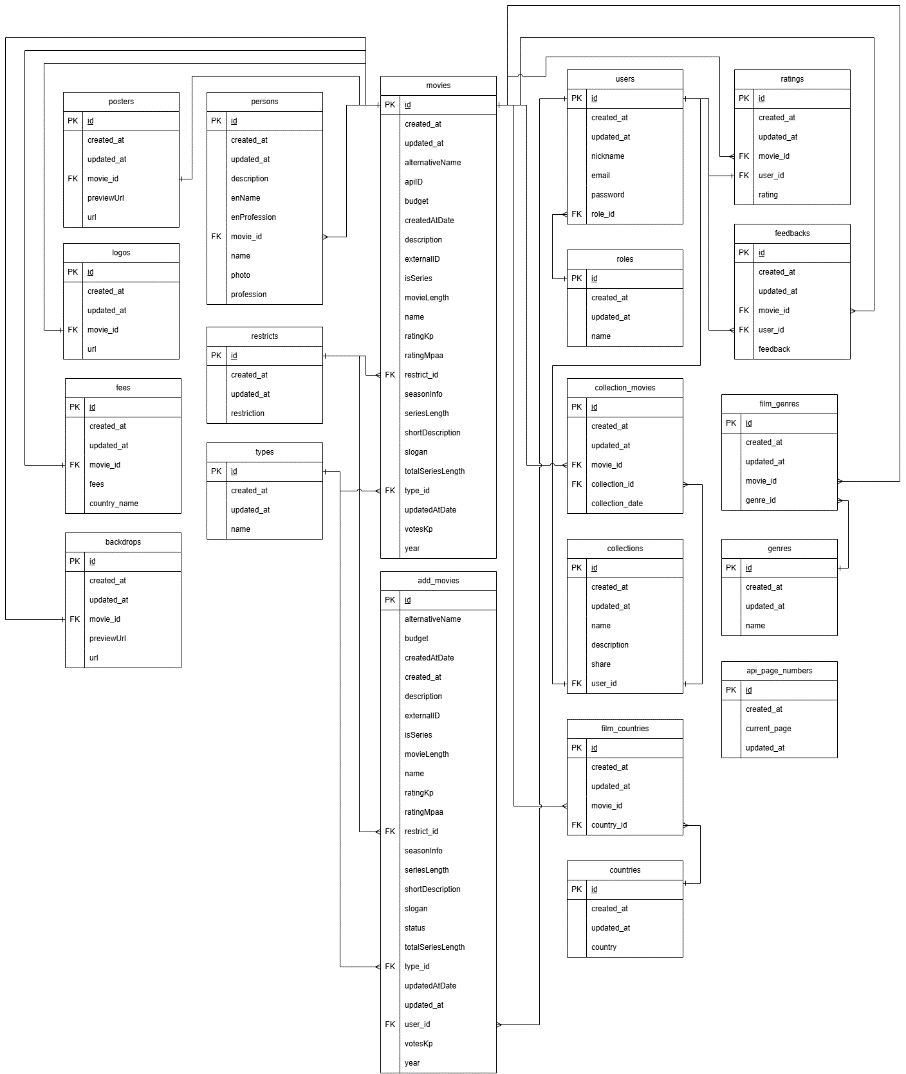 posters
PK id
created_at
updated_at
FK movie_id
previewUrl
url
logos
PK id
created_at
updated_at
FK movie_id
url
fees
PK id
created_at
updated_at
FK movie_id
fees
country_name
backdrops
PK id
created_at
updated_at
FK movie_id
previewUrl
url
persons
PK id
created_at
updated_at
description
enName
enProfession
FK movie_id
name
photo
profession
restricts
PK id
created_at
updated_at
restriction
types
PK id
created_at
updated_at
name
movies
PK id
created_at
updated_at
alternativeName
apiID
budget
createdAtDate
description
externalID
isSeries
movieLength
name
ratingKp
ratingMpaa
FK restrict_id
seasonInfo
seriesLength
shortDescription
slogan
totalSeriesLength
FK type_id
updatedAtDate
votesKp
year
add_movies
PK id
alternativeName
budget
createdAtDate
created_at
description
externalID
isSeries
movieLength
name
ratingKp
ratingMpaa
FK restrict_id
seasonInfo
seriesLength
shortDescription
slogan
status
totalSeriesLength
FK type_id
updatedAtDate
updated_at
FK user_id
votesKp
year
users
PK id
created_at
updated_at
nickname
email
password
FK role_id
roles
PK id
created_at
updated_at
name
collection_movies
PK id
created_at
updated_at
FK movie_id
FK collection_id
collection_date
collections
PK id
created_at
updated_at
name
description
share
FK user_id
film_countries
PK id
created_at
updated_at
movie_id
FK country_id
countries
PK id
created_at
updated_at
country
ratings
PK id
created_at
updated_at
FK movie_id
FK user_id
rating
feedbacks
PK id
created_at
updated_at
FK movie_id
FK user_id
feedback
film_genres
PK id
created_at
updated_at
movie_id
FK genre_id
genres
PK id
created_at
updated_at
name
api_page_numbers
PK id
created_at
current_page
updated_at